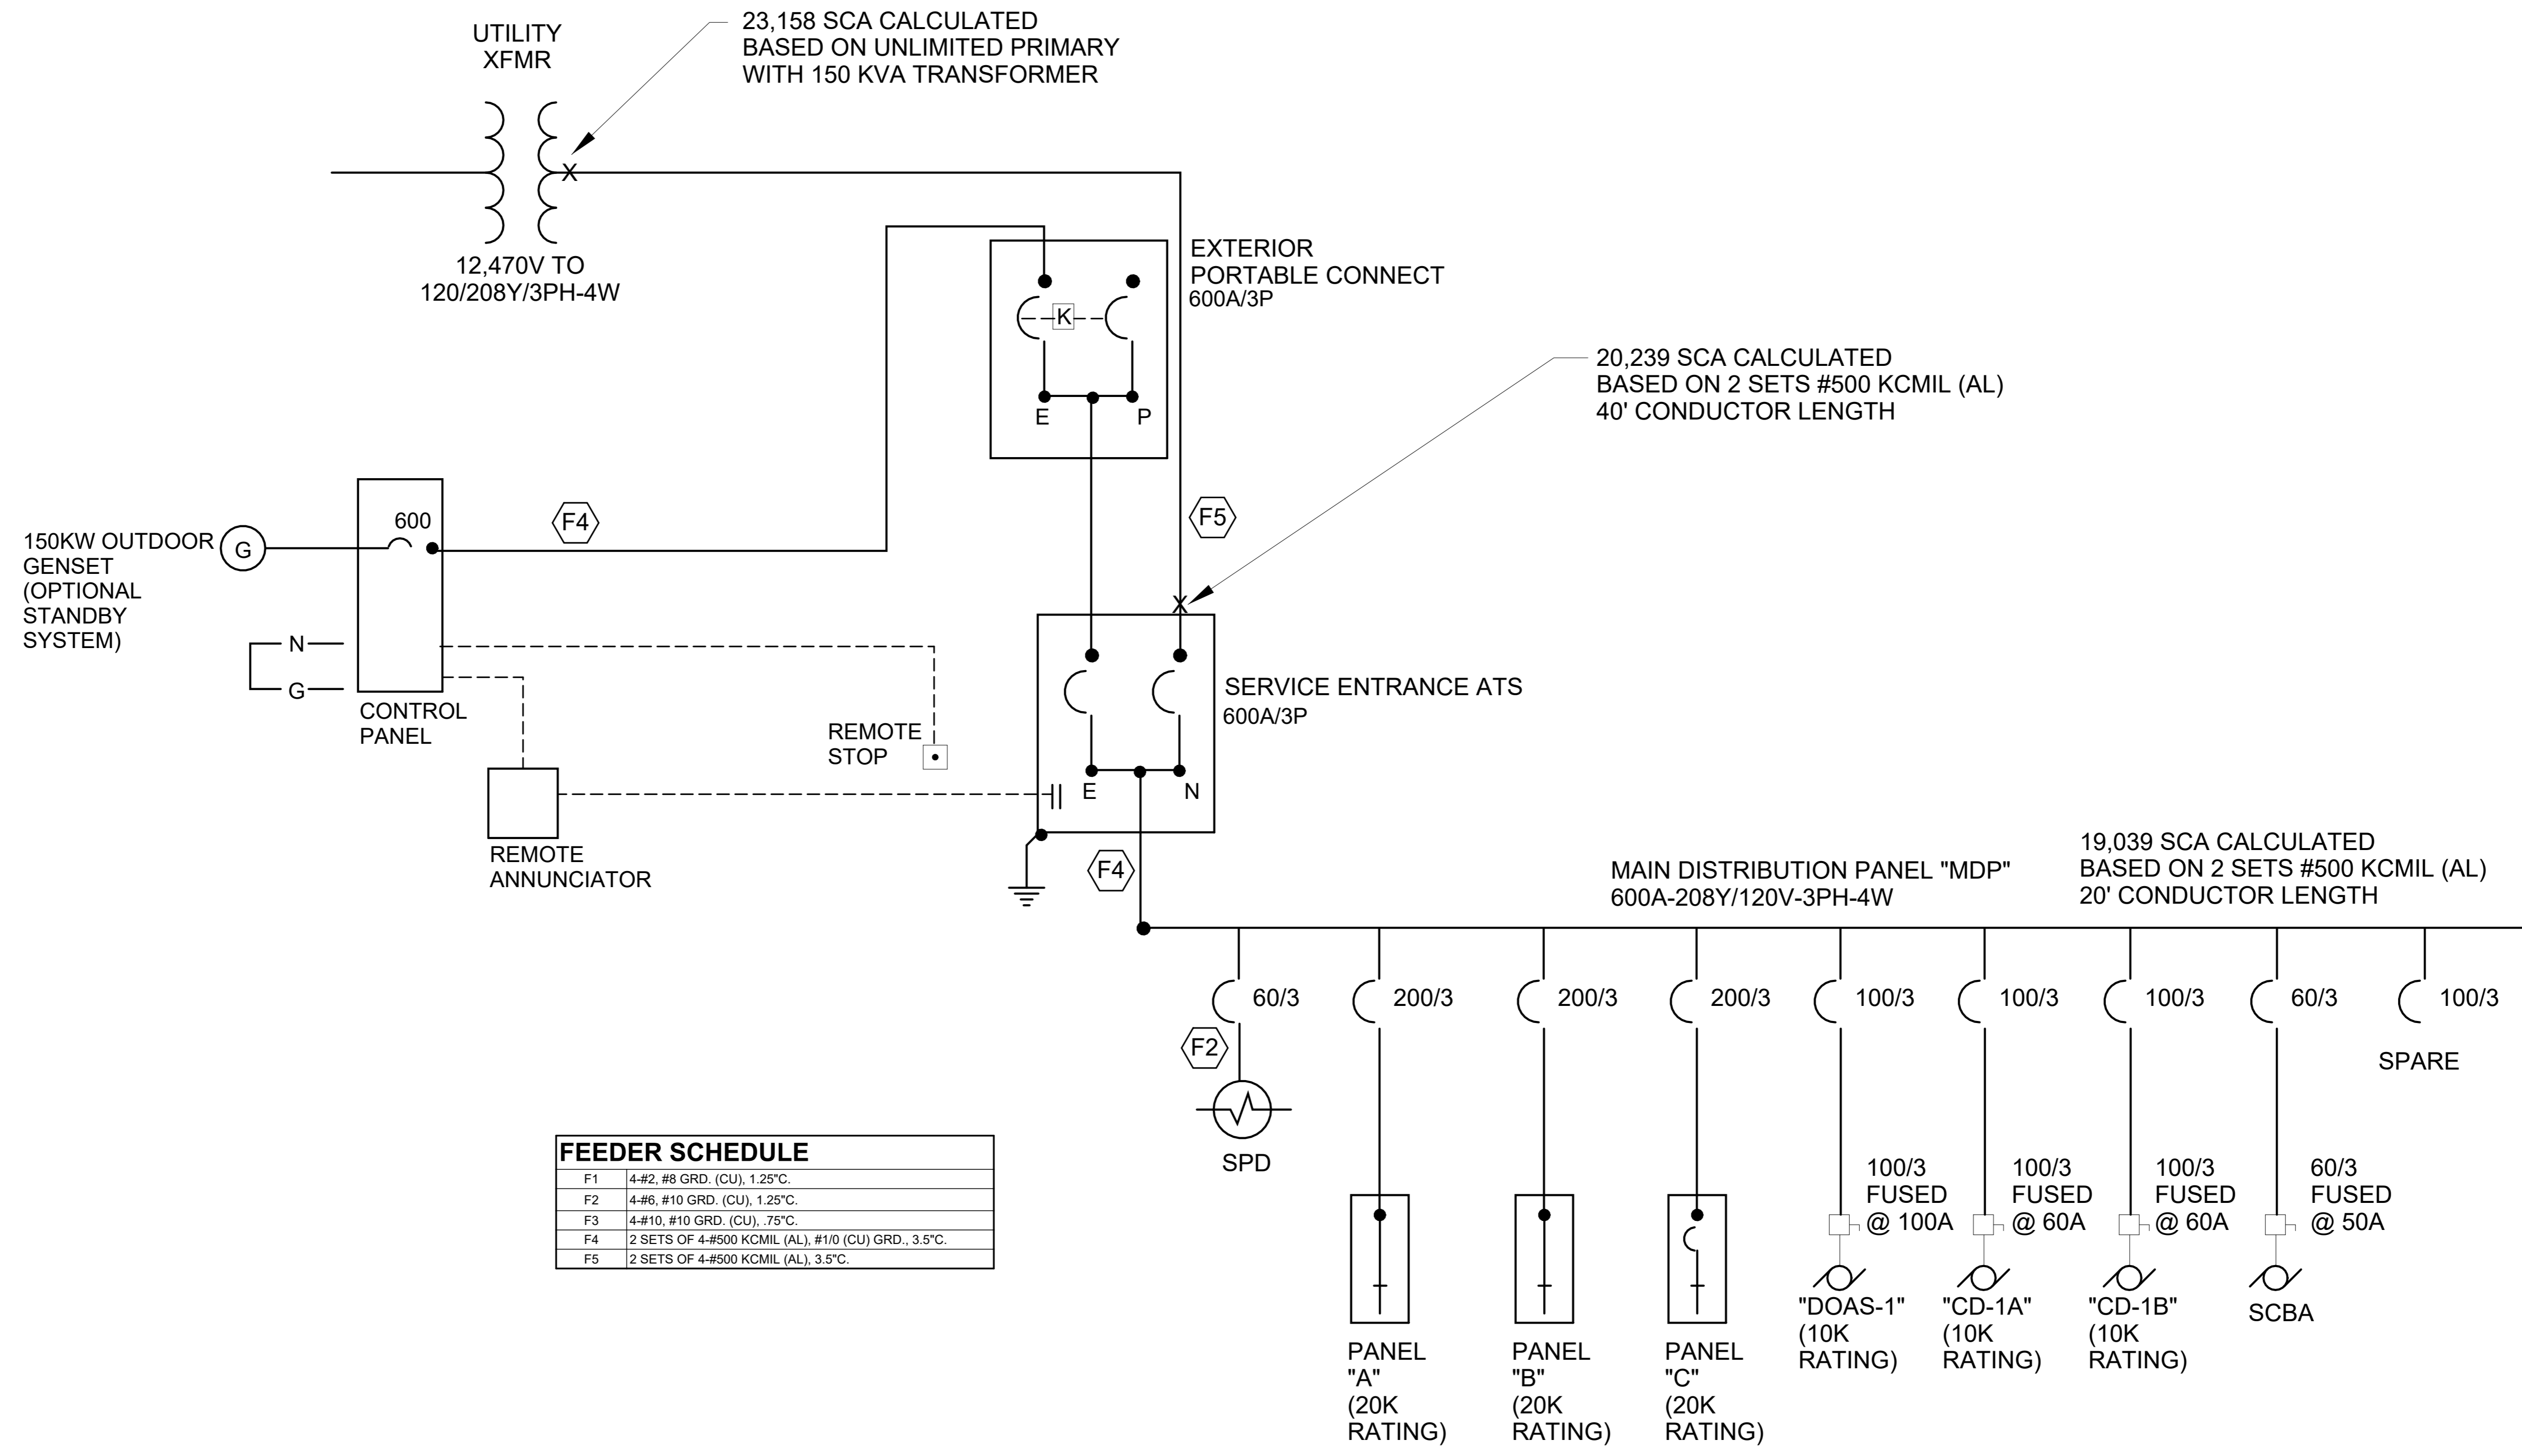 UTILITY
XFMR
23,158 SCA CALCULATED
BASED ON UNLIMITED PRIMARY
WITH 150 KVA TRANSFORMER
X
12,470V TO
120/208Y/3PH-4W
EXTERIOR
PORTABLE CONNECT
600A/3P
K
E
P
20,239 SCA CALCULATED
BASED ON 2 SETS #500 KCMIL (AL)
40' CONDUCTOR LENGTH
150KW OUTDOOR
GENSET
(OPTIONAL
STANDBY
SYSTEM)
G
600
F4
F5
X
N
G
CONTROL
PANEL
REMOTE
STOP
SERVICE ENTRANCE ATS
600A/3P
E
N
REMOTE
ANNUNCIATOR
F4
MAIN DISTRIBUTION PANEL "MDP"
600A-208Y/120V-3PH-4W
19,039 SCA CALCULATED
BASED ON 2 SETS #500 KCMIL (AL)
20' CONDUCTOR LENGTH
60/3
200/3
200/3
200/3
100/3
100/3
100/3
60/3
100/3
F2
SPD
SPARE
FEEDER SCHEDULE
F1 4-#2, #8 GRD. (CU), 1.25"C.
F2 4-#6, #10 GRD. (CU), 1.25"C.
F3 4-#10, #10 GRD. (CU), .75"C.
F4 2 SETS OF 4-#500 KCMIL (AL), #1/0 (CU) GRD., 3.5"C.
F5 2 SETS OF 4-#500 KCMIL (AL), 3.5"C.
100/3
FUSED
@ 100A
100/3
FUSED
@ 60A
100/3
FUSED
@ 60A
60/3
FUSED
@ 50A
PANEL
"A"
(20K
RATING)
PANEL
"B"
(20K
RATING)
PANEL
"C"
(20K
RATING)
"DOAS-1"
(10K
RATING)
"CD-1A"
(10K
RATING)
"CD-1B"
(10K
RATING)
SCBA